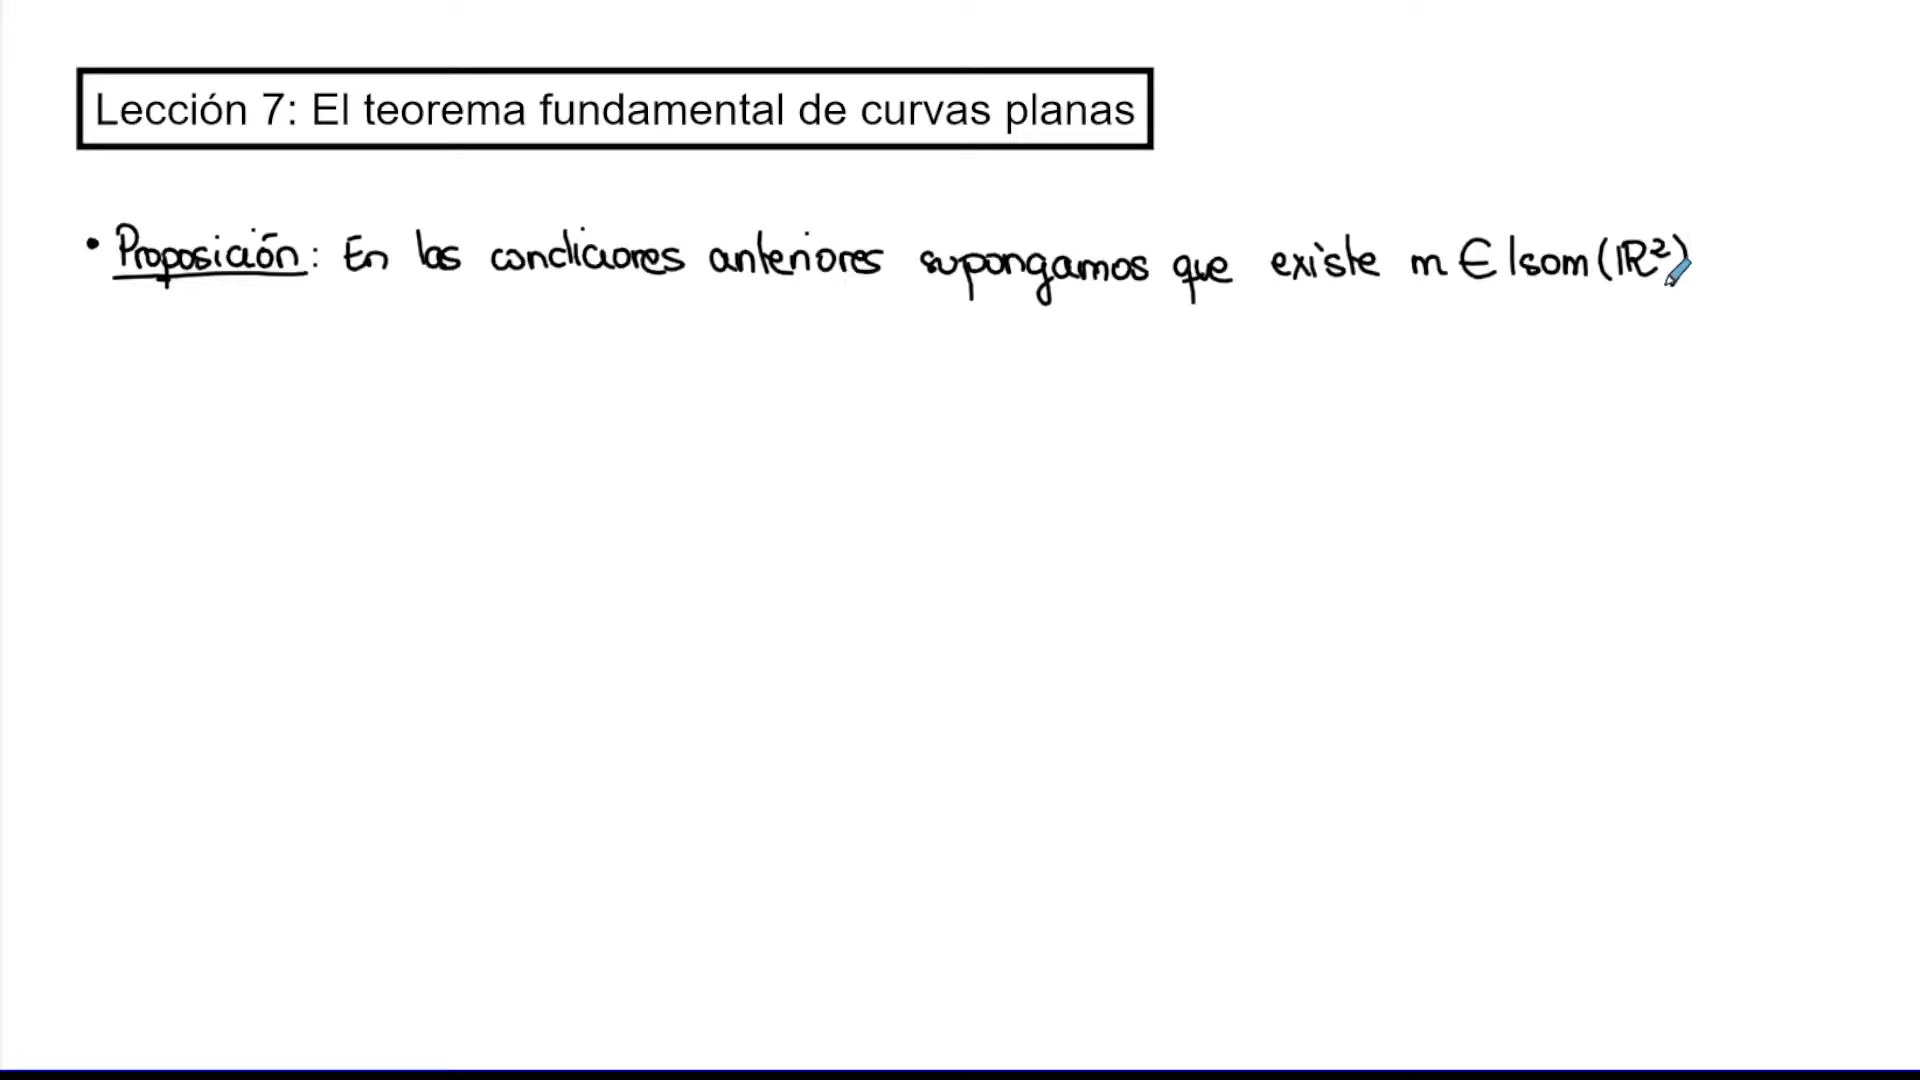 Lección 7: El teorema fundamental de curvas planas
• Proposición: En las condiciones anteriores supongamos que existe m ∈ Isom(ℝ²)